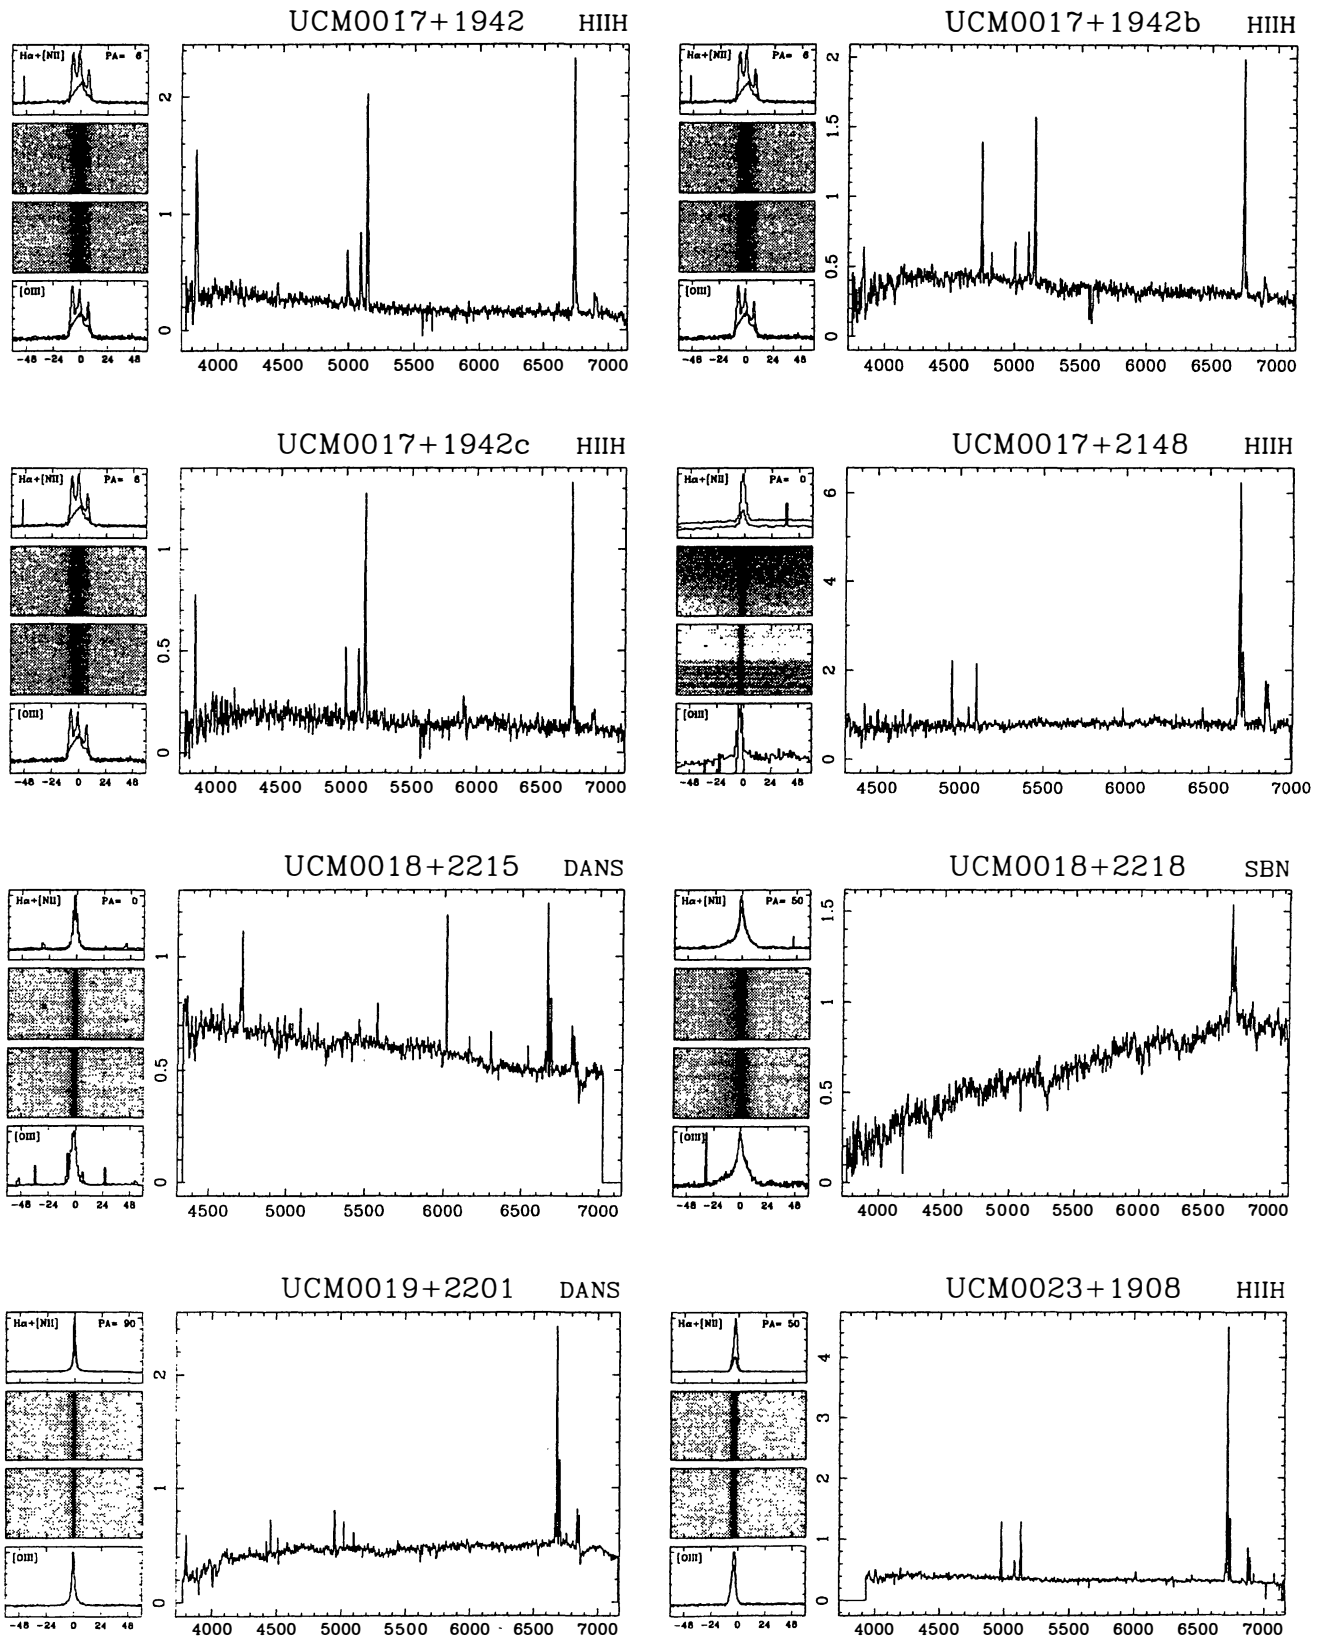 UCM0017+1942 HIIH
Hα+[NII] PA= 6
-48 -24 0 24 48
[OIII]
0 1 2
4000 4500 5000 5500 6000 6500 7000
UCM0017+1942b HIIH
Hα+[NII] PA= 6
-48 -24 0 24 48
[OIII]
0 0.5 1 1.5 2
4000 4500 5000 5500 6000 6500 7000
UCM0017+1942c HIIH
Hα+[NII] PA= 6
-48 -24 0 24 48
[OIII]
0 0.5 1
4000 4500 5000 5500 6000 6500 7000
UCM0017+2148 HIIH
Hα+[NII] PA= 0
-48 -24 0 24 48
[OIII]
0 2 4 6
4500 5000 5500 6000 6500 7000
UCM0018+2215 DANS
Hα+[NII] PA= 0
-48 -24 0 24 48
[OIII]
0 0.5 1
4500 5000 5500 6000 6500 7000
UCM0018+2218 SBN
Hα+[NII] PA= 50
-48 -24 0 24 48
[OIII]
0 0.5 1 1.5
4000 4500 5000 5500 6000 6500 7000
UCM0019+2201 DANS
Hα+[NII] PA= 90
-48 -24 0 24 48
[OIII]
0 1 2
4000 4500 5000 5500 6000 6500 7000
UCM0023+1908 HIIH
Hα+[NII] PA= 50
-48 -24 0 24 48
[OIII]
0 1 2 3 4
4000 4500 5000 5500 6000 6500 7000